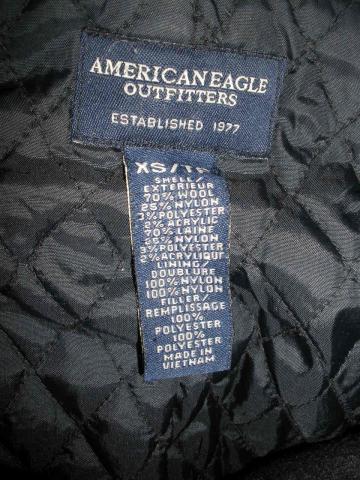 AMERICAN EAGLE
OUTFITTERS
ESTABLISHED 1977
XS/TP
SHELL/
EXTERIEUR
70% WOOL
25% NYLON
3% POLYESTER
2% ACRYLIC
70% LAINE
25% NYLON
3% POLYESTER
2% ACRYLIQUE
LINING/
DOUBLURE
100% NYLON
100% NYLON
FILLER/
REMPLISSAGE
100%
POLYESTER
100%
POLYESTER
MADE IN
VIETNAM